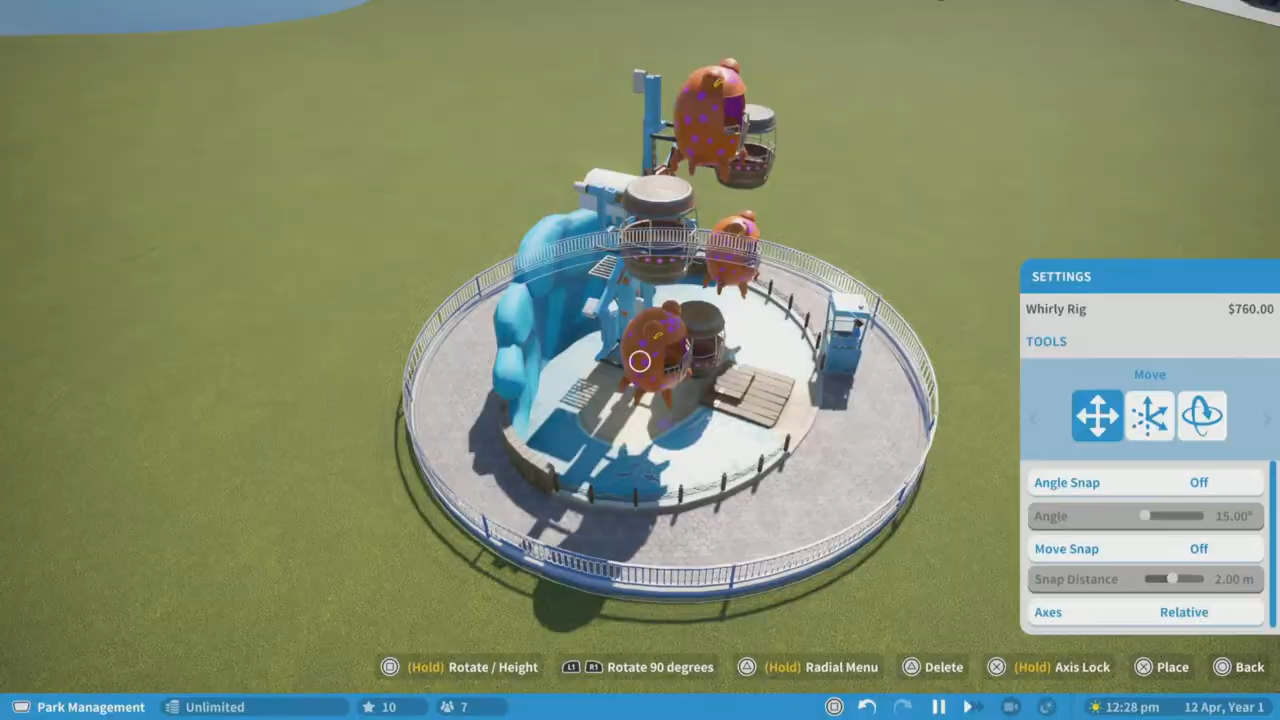 SETTINGS
Whirly Rig $760.00
TOOLS
Move
Angle Snap Off
Angle 15.00°
Move Snap Off
Snap Distance 2.00 m
Axes Relative
(Hold) Rotate / Height L1 R1 Rotate 90 degrees (Hold) Radial Menu Delete (Hold) Axis Lock Place Back
Park Management Unlimited 10 7 12:28 pm 12 Apr, Year 1